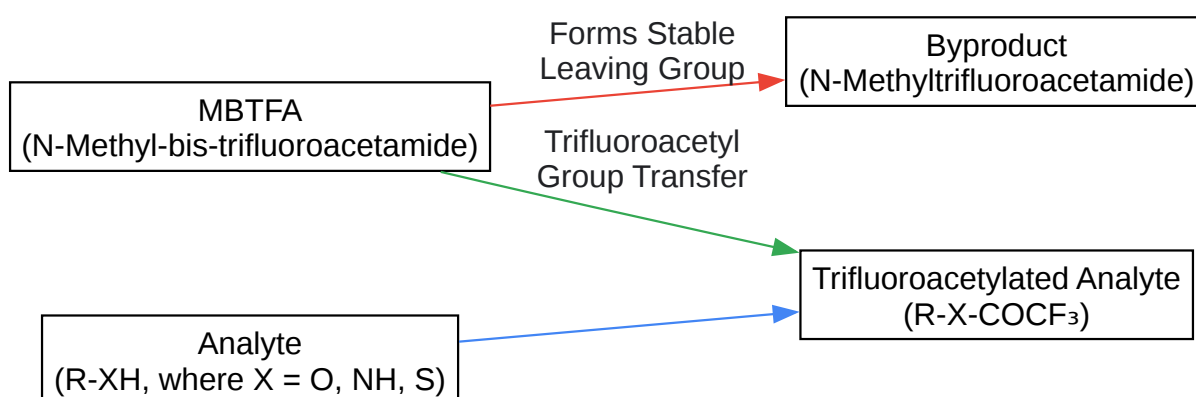 Forms Stable
Leaving Group
Byproduct
(N-Methyltrifluoroacetamide)
MBTFA
(N-Methyl-bis-trifluoroacetamide)
Trifluoroacetyl
Group Transfer
Trifluoroacetylated Analyte
(R-X-COCF₃)
Analyte
(R-XH, where X = O, NH, S)